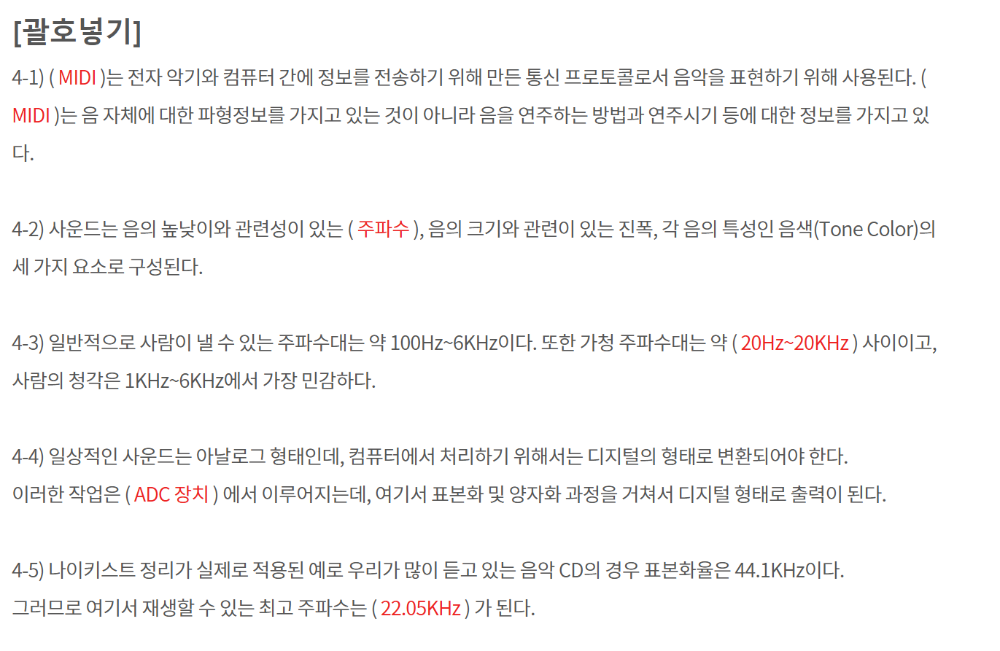 [괄호넣기]
4-1) ( MIDI )는 전자 악기와 컴퓨터 간에 정보를 전송하기 위해 만든 통신 프로토콜로서 음악을 표현하기 위해 사용된다. (
MIDI )는 음 자체에 대한 파형정보를 가지고 있는 것이 아니라 음을 연주하는 방법과 연주시기 등에 대한 정보를 가지고 있
다.
4-2) 사운드는 음의 높낮이와 관련성이 있는 ( 주파수 ), 음의 크기와 관련이 있는 진폭, 각 음의 특성인 음색(Tone Color)의
세 가지 요소로 구성된다.
4-3) 일반적으로 사람이 낼 수 있는 주파수대는 약 100Hz~6KHz이다. 또한 가청 주파수대는 약 ( 20Hz~20KHz ) 사이이고,
사람의 청각은 1KHz~6KHz에서 가장 민감하다.
4-4) 일상적인 사운드는 아날로그 형태인데, 컴퓨터에서 처리하기 위해서는 디지털의 형태로 변환되어야 한다.
이러한 작업은 ( ADC 장치 ) 에서 이루어지는데, 여기서 표본화 및 양자화 과정을 거쳐서 디지털 형태로 출력이 된다.
4-5) 나이키스트 정리가 실제로 적용된 예로 우리가 많이 듣고 있는 음악 CD의 경우 표본화율은 44.1KHz이다.
그러므로 여기서 재생할 수 있는 최고 주파수는 ( 22.05KHz ) 가 된다.